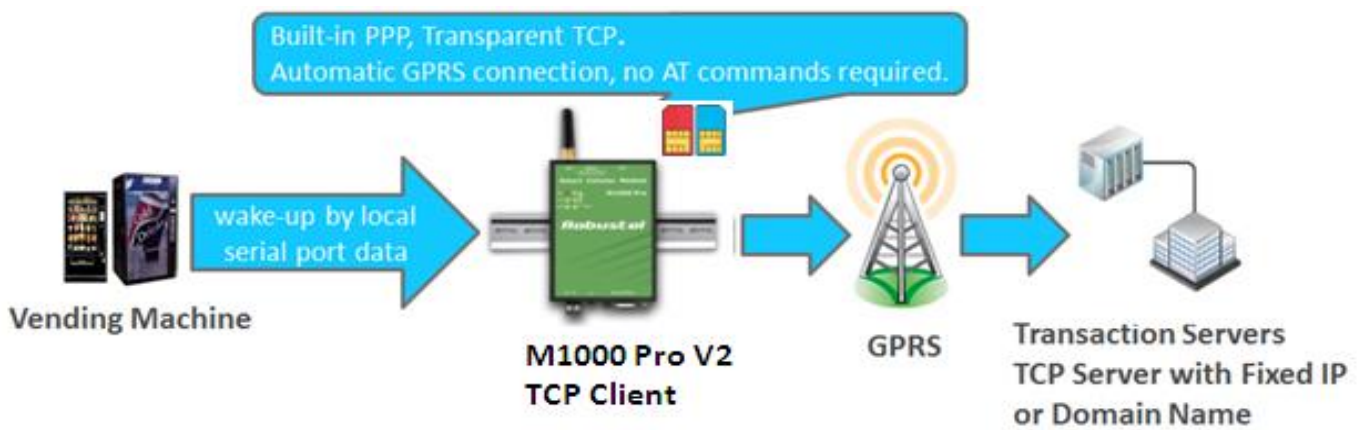 Built-in PPP, Transparent TCP.
Automatic GPRS connection, no AT commands required.
wake-up by local
serial port data
Robustel
Vending Machine
M1000 Pro V2
TCP Client
GPRS
Transaction Servers
TCP Server with Fixed IP
or Domain Name